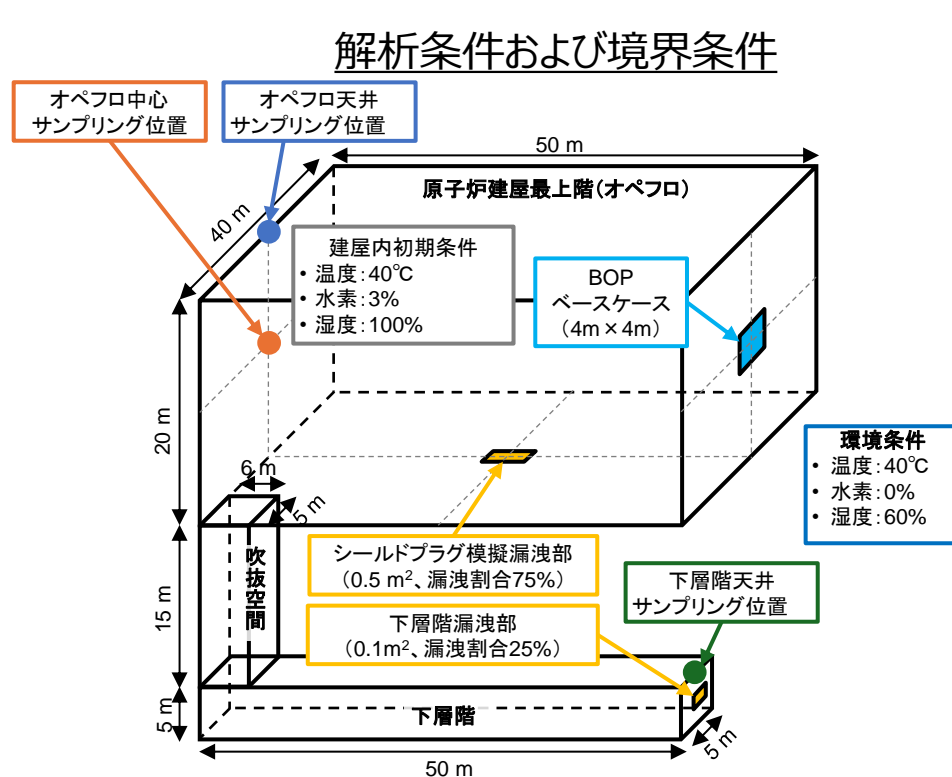 解析条件および境界条件
オペフロ中心
サンプリング位置
オペフロ天井
サンプリング位置
50 m
原子炉建屋最上階(オペフロ)
40 m
建屋内初期条件
• 温度:40℃
• 水素:3%
• 湿度:100%
BOP
ベースケース
(4m×4m)
20 m
環境条件
• 温度:40℃
• 水素:0%
• 湿度:60%
6 m
5 m
吹抜空間
15 m
シールドプラグ模擬漏洩部
(0.5 m²、漏洩割合75%)
下層階天井
サンプリング位置
下層階漏洩部
(0.1m²、漏洩割合25%)
5 m
下層階
5 m
50 m